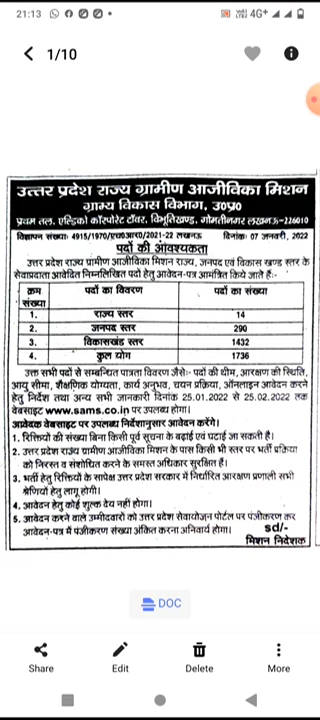 21:13
4G+
1/10
उत्तर प्रदेश राज्य ग्रामीण आजीविका मिशन
ग्राम्य विकास विभाग, उ0प्र0
प्रथम तल, एल्डिको कॉरपोरेट टॉवर, विभूतिखण्ड, गोमतीनगर लखनऊ-226010
विज्ञापन संख्याः 4915/1970/एच0आर0/2021-22 लखनऊ दिनांकः 07 जनवरी, 2022
पदों की आवश्यकता
उत्तर प्रदेश राज्य ग्रामीण आजीविका मिशन राज्य, जनपद एवं विकास खण्ड स्तर के
सेवाप्रदाता आवेदित निम्नलिखित पदों हेतु आवेदन-पत्र आमंत्रित किये जाते हैः-
क्रम संख्या पदों का विवरण पदों का संख्या
1. राज्य स्तर 14
2. जनपद स्तर 290
3. विकासखंड स्तर 1432
4. कुल योग 1736
उक्त सभी पदों से सम्बन्धित पात्रता विवरण जैसेः- पदों की थीम, आरक्षण की स्थिति,
आयु सीमा, शैक्षणिक योग्यता, कार्य अनुभव, चयन प्रक्रिया, ऑनलाइन आवेदन करने
हेतु निर्देश तथा अन्य सभी जानकारी दिनांक 25.01.2022 से 25.02.2022 तक
वेबसाइट www.sams.co.in पर उपलब्ध होगा।
आवेदक वेबसाइट पर उपलब्ध निर्देशानुसार आवेदन करेंगे।
1. रिक्तियों की संख्या बिना किसी पूर्व सूचना के बढ़ाई एवं घटाई जा सकती है।
2. उत्तर प्रदेश राज्य ग्रामीण आजीविका मिशन के पास किसी भी स्तर पर भर्ती प्रक्रिया
को निरस्त व संशोधित करने के समस्त अधिकार सुरक्षित हैं।
3. भर्ती हेतु रिक्तियों के सापेक्ष उत्तर प्रदेश सरकार में निर्धारित आरक्षण प्रणाली सभी
श्रेणियों हेतु लागू होगी।
4. आवेदन हेतु कोई शुल्क देय नहीं होगा।
5. आवेदन करने वाले उम्मीदवारों को उत्तर प्रदेश सेवायोजन पोर्टल पर पंजीकरण कर
आवेदन-पत्र में पंजीकरण संख्या अंकित करना अनिवार्य होगा। sd/-
मिशन निदेशक
DOC
Share Edit Delete More